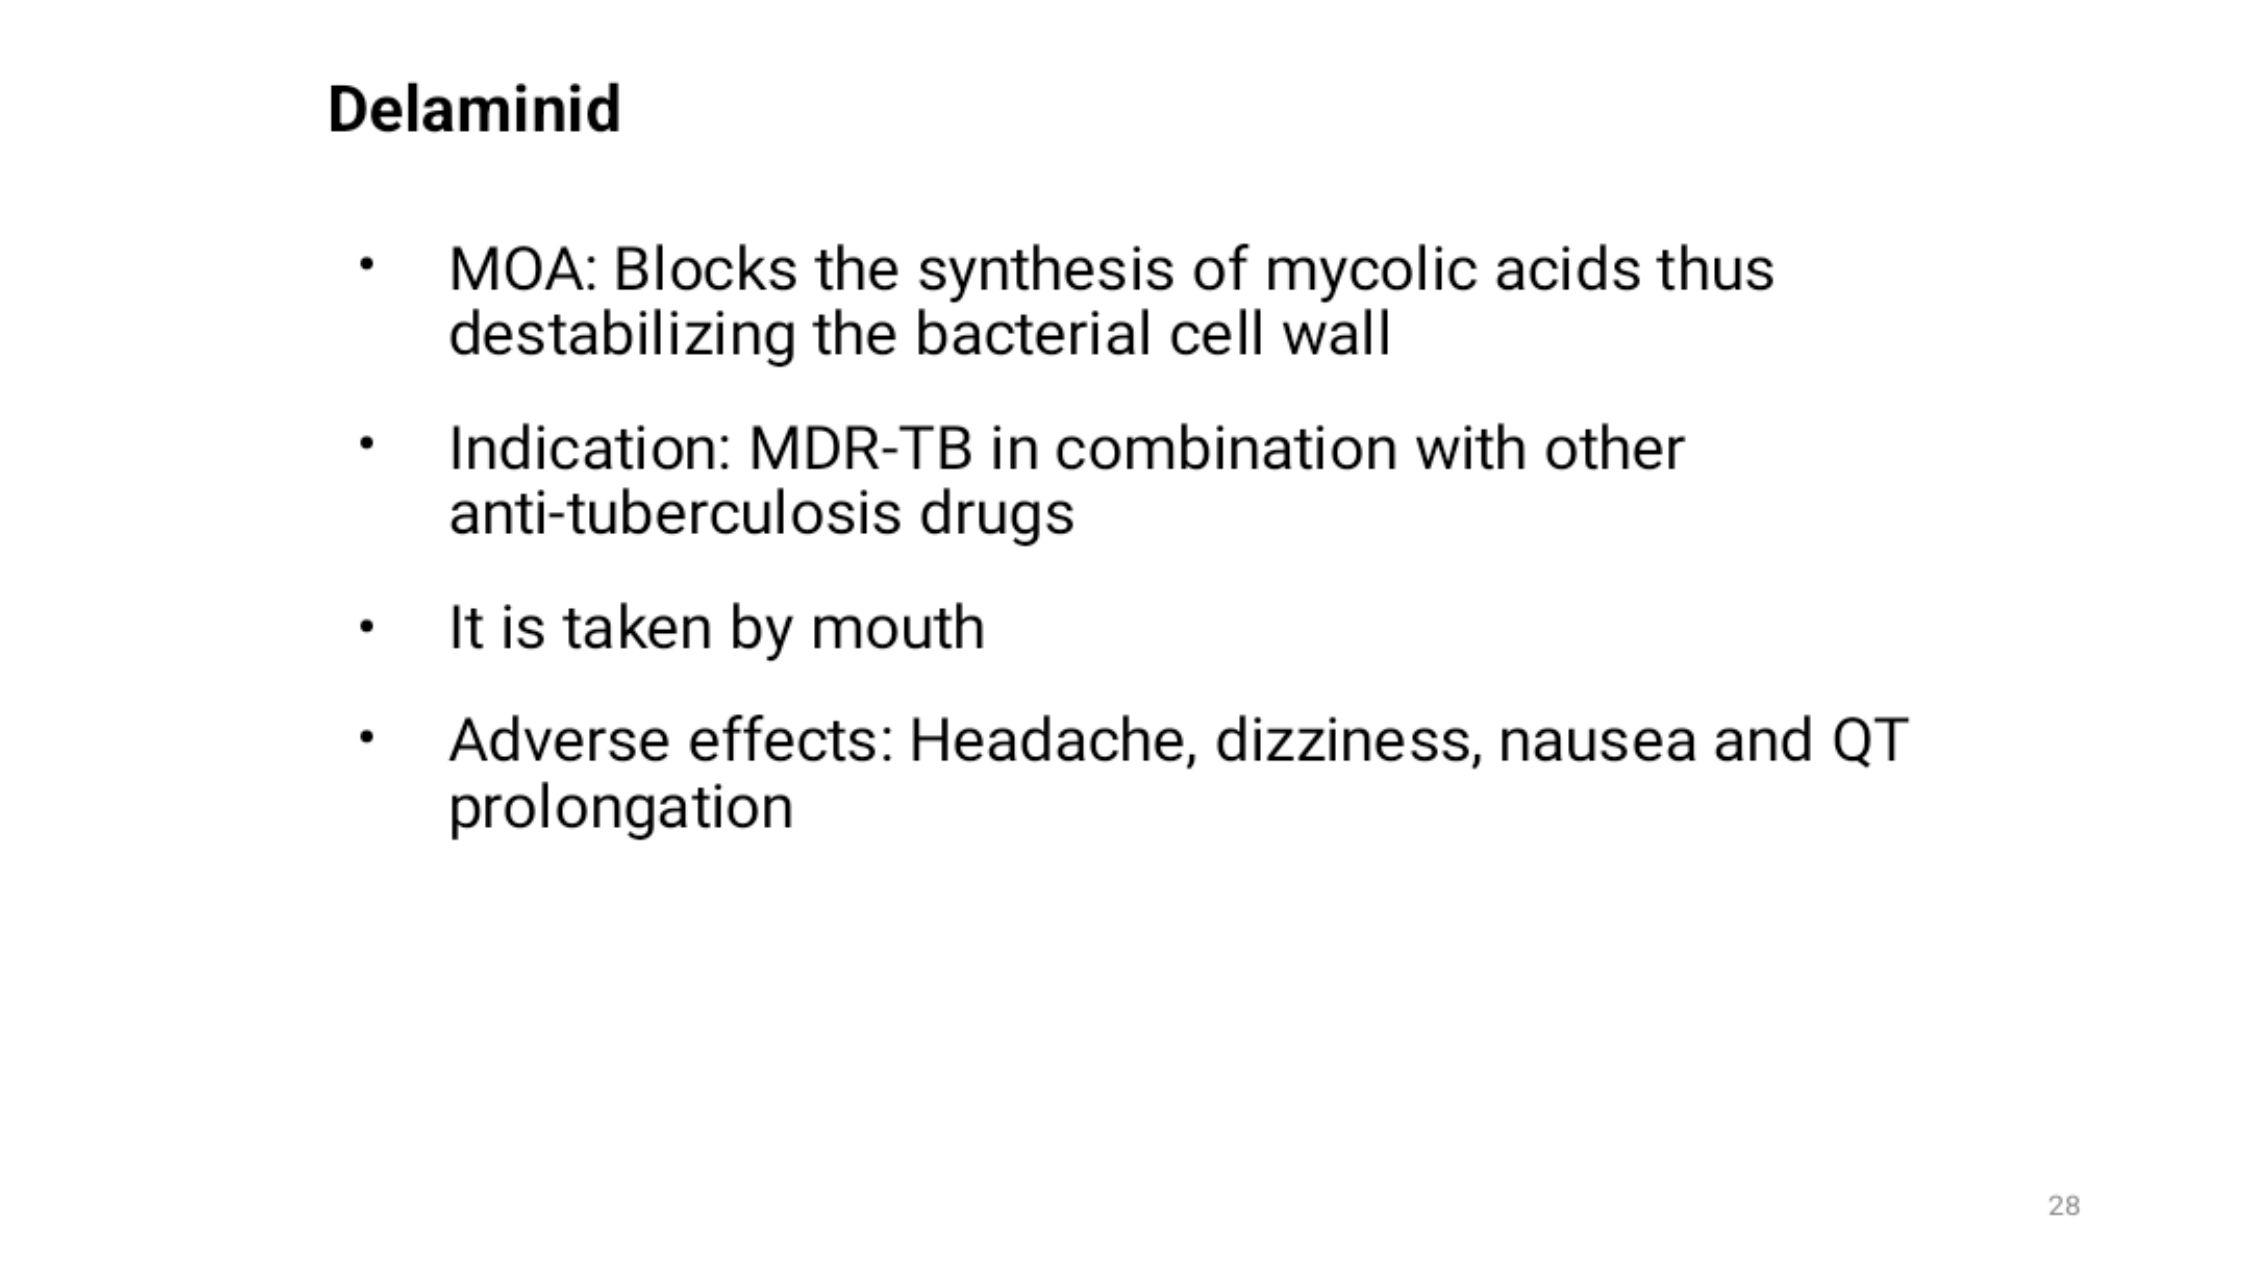 Delaminid
• MOA: Blocks the synthesis of mycolic acids thus
destabilizing the bacterial cell wall
• Indication: MDR-TB in combination with other
anti-tuberculosis drugs
• It is taken by mouth
• Adverse effects: Headache, dizziness, nausea and QT
prolongation
28